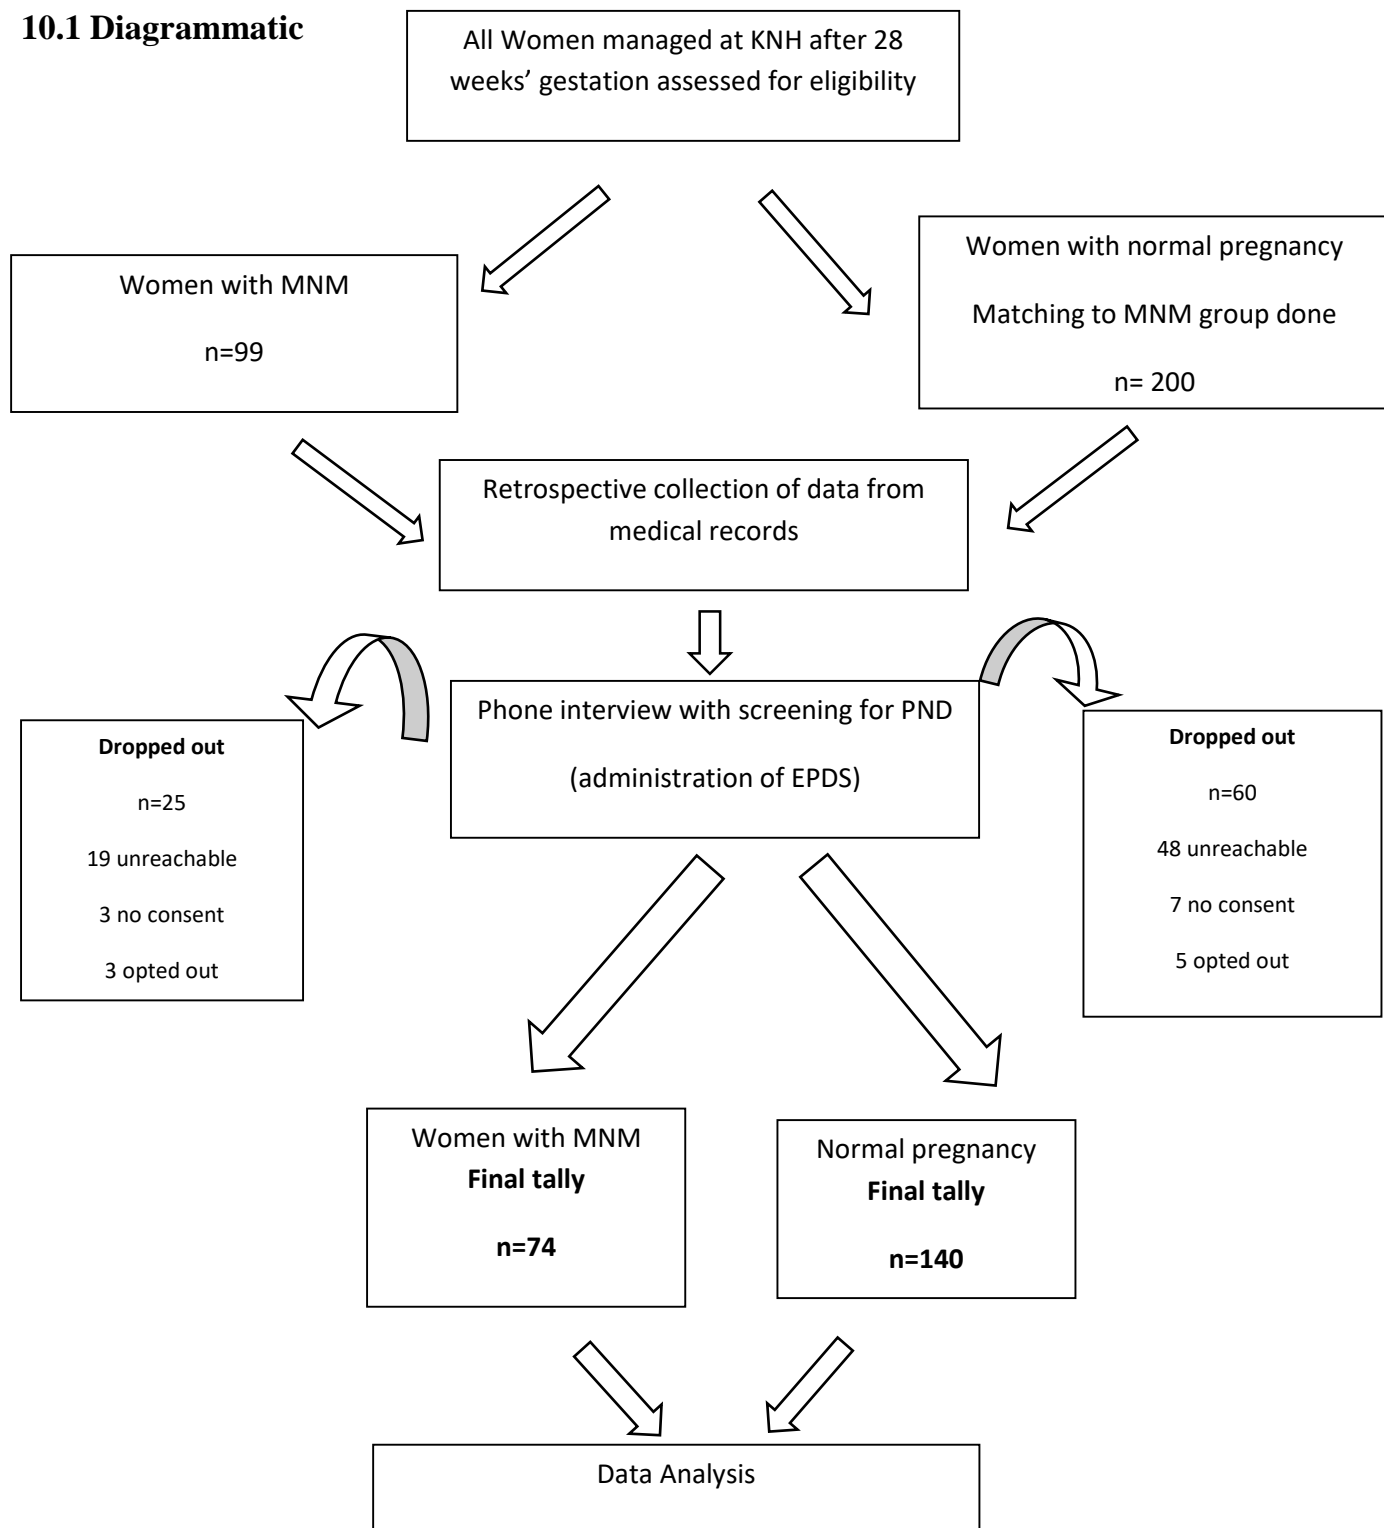 10.1 Diagrammatic
All Women managed at KNH after 28
weeks’ gestation assessed for eligibility
Women with MNM
n=99
Women with normal pregnancy
Matching to MNM group done
n= 200
Retrospective collection of data from
medical records
Phone interview with screening for PND
(administration of EPDS)
Dropped out
n=25
19 unreachable
3 no consent
3 opted out
Dropped out
n=60
48 unreachable
7 no consent
5 opted out
Women with MNM
Final tally
n=74
Normal pregnancy
Final tally
n=140
Data Analysis